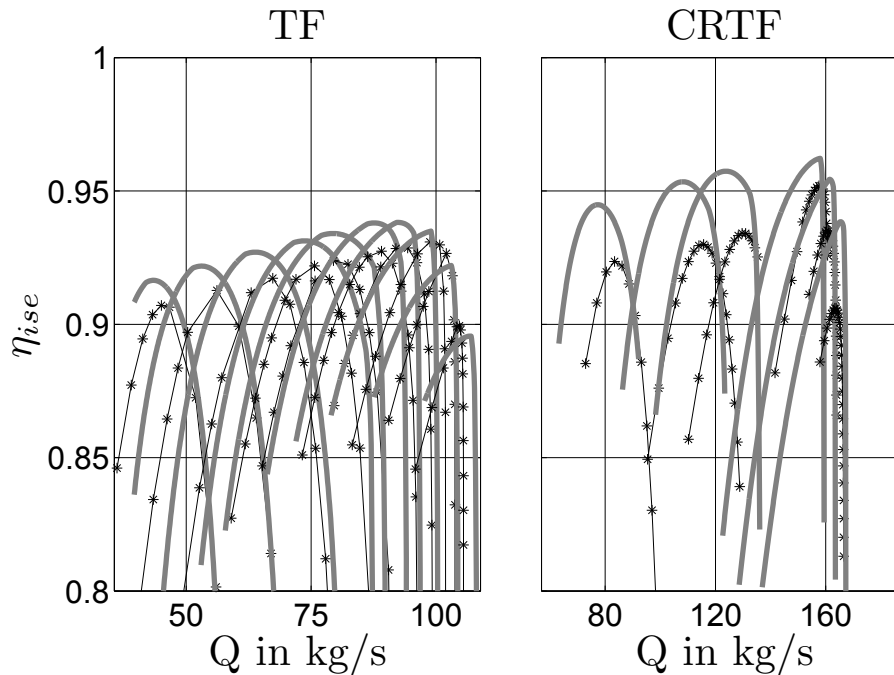 TF
CRTF
1
0.95
0.9
0.85
0.8
η_ise
50 75 100
80 120 160
Q in kg/s
Q in kg/s